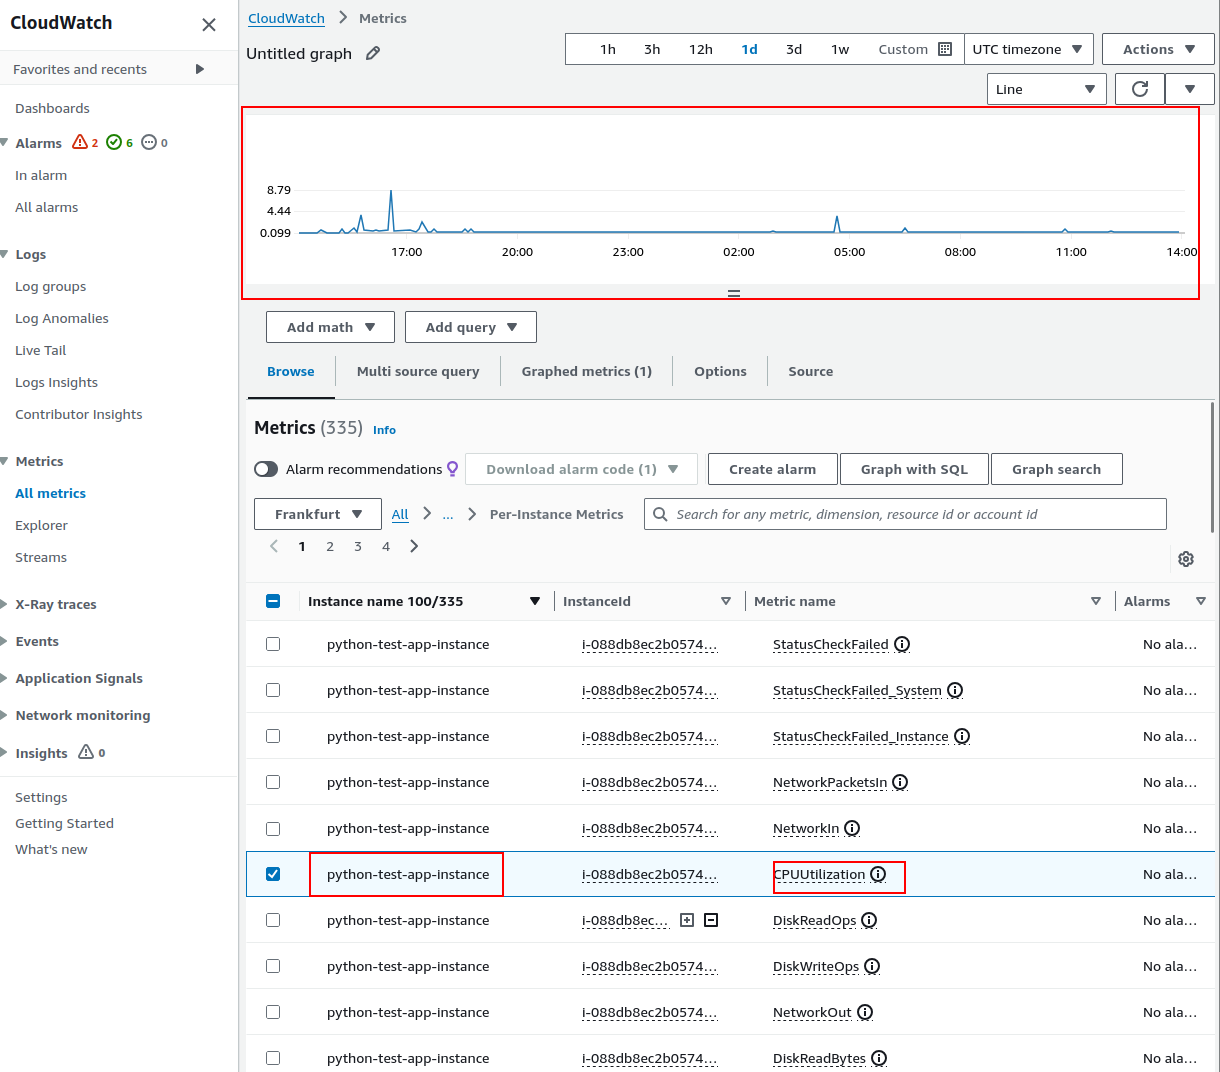 CloudWatch
Favorites and recents
Dashboards
Alarms 2 6 0
In alarm
All alarms
Logs
Log groups
Log Anomalies
Live Tail
Logs Insights
Contributor Insights
Metrics
All metrics
Explorer
Streams
X-Ray traces
Events
Application Signals
Network monitoring
Insights 0
Settings
Getting Started
What's new
CloudWatch Metrics
Untitled graph
1h 3h 12h 1d 3d 1w Custom UTC timezone Actions
Line
8.79
4.44
0.099
17:00 20:00 23:00 02:00 05:00 08:00 11:00 14:00
Add math Add query
Browse Multi source query Graphed metrics (1) Options Source
Metrics (335) Info
Alarm recommendations Download alarm code (1) Create alarm Graph with SQL Graph search
Frankfurt All ... Per-Instance Metrics Search for any metric, dimension, resource id or account id
1 2 3 4
Instance name 100/335 InstanceId Metric name Alarms
python-test-app-instance i-088db8ec2b0574... StatusCheckFailed No ala...
python-test-app-instance i-088db8ec2b0574... StatusCheckFailed_System No ala...
python-test-app-instance i-088db8ec2b0574... StatusCheckFailed_Instance No ala...
python-test-app-instance i-088db8ec2b0574... NetworkPacketsIn No ala...
python-test-app-instance i-088db8ec2b0574... NetworkIn No ala...
python-test-app-instance i-088db8ec2b0574... CPUUtilization No ala...
python-test-app-instance i-088db8ec... DiskReadOps No ala...
python-test-app-instance i-088db8ec2b0574... DiskWriteOps No ala...
python-test-app-instance i-088db8ec2b0574... NetworkOut No ala...
python-test-app-instance i-088db8ec2b0574... DiskReadBytes No ala...